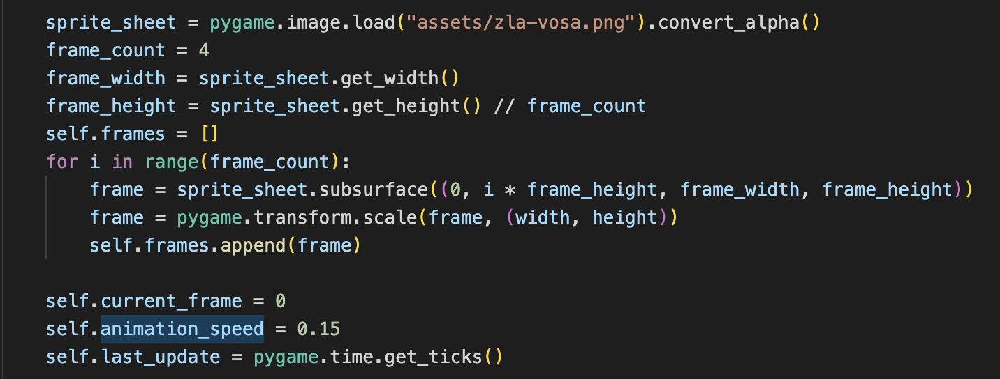 sprite_sheet = pygame.image.load("assets/zla-vosa.png").convert_alpha()
frame_count = 4
frame_width = sprite_sheet.get_width()
frame_height = sprite_sheet.get_height() // frame_count
self.frames = []
for i in range(frame_count):
    frame = sprite_sheet.subsurface((0, i * frame_height, frame_width, frame_height))
    frame = pygame.transform.scale(frame, (width, height))
    self.frames.append(frame)

self.current_frame = 0
self.animation_speed = 0.15
self.last_update = pygame.time.get_ticks()